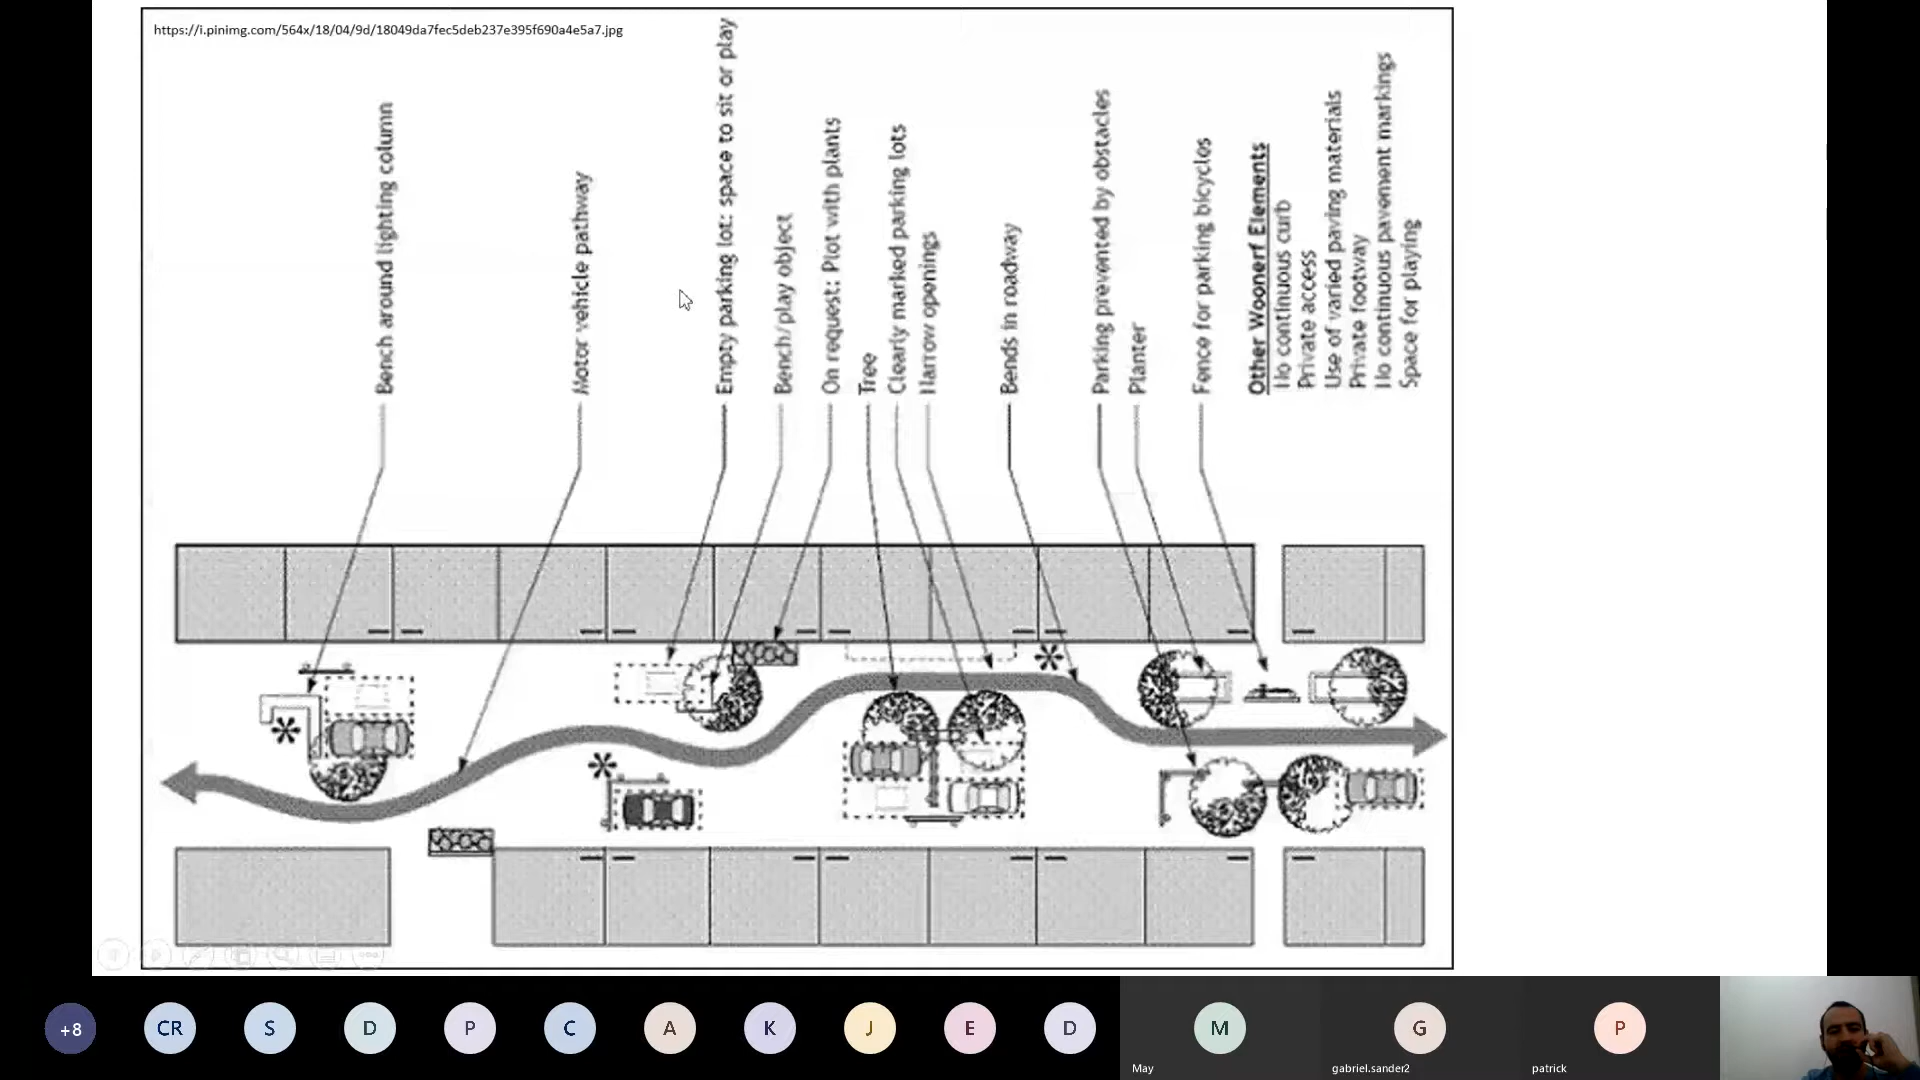 https://i.pinimg.com/564x/18/04/9d/18049da7fec5deb237e395f690a4e5a7.jpg
Bench around lighting column
Motor vehicle pathway
Empty parking lot: space to sit or play
Bench/play object
On request: Plot with plants
Tree
Clearly marked parking lots
Narrow openings
Bends in roadway
Parking prevented by obstacles
Planter
Fence for parking bicycles
Other Woonerf Elements
No continuous curb
Private access
Use of varied paving materials
Private footway
No continuous pavement markings
Space for playing
+8
CR
S
D
P
C
A
K
J
E
D
M
G
P
May
gabriel.sander2
patrick